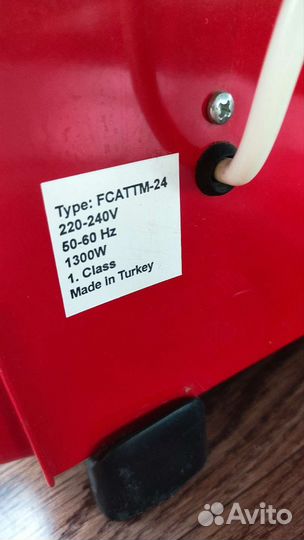 Type: FCATTM-24
220-240V
50-60 Hz
1300W
1. Class
Made in Turkey
Avito